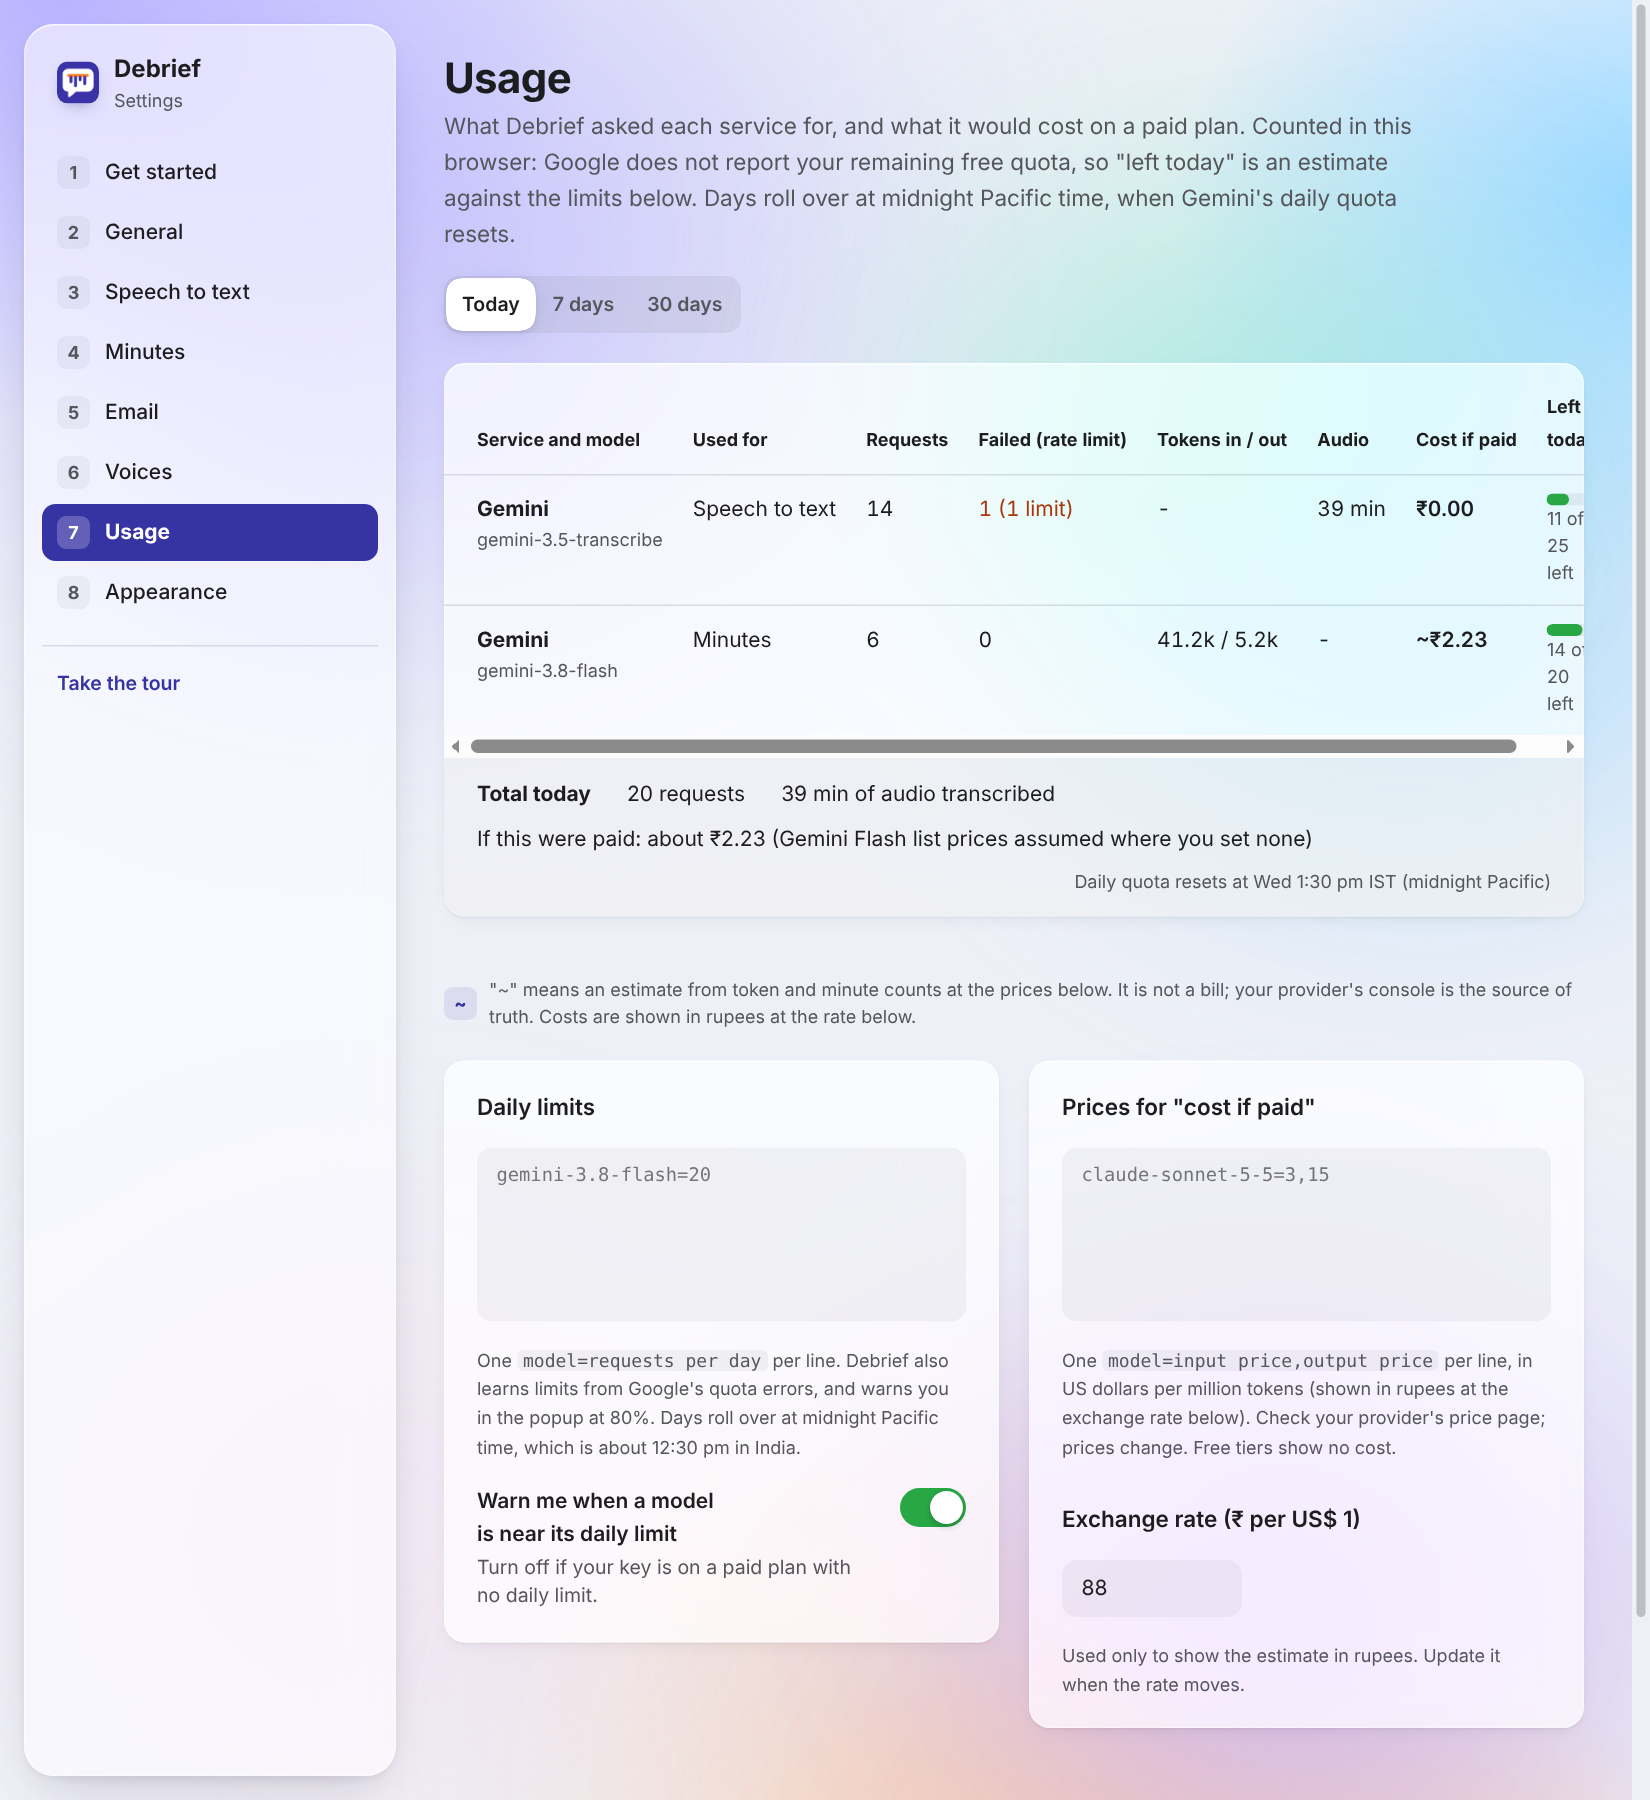 Debrief
Settings
1 Get started
2 General
3 Speech to text
4 Minutes
5 Email
6 Voices
7 Usage
8 Appearance
Take the tour
Usage
What Debrief asked each service for, and what it would cost on a paid plan. Counted in this
browser: Google does not report your remaining free quota, so "left today" is an estimate
against the limits below. Days roll over at midnight Pacific time, when Gemini's daily quota
resets.
Today 7 days 30 days
Left
Service and model Used for Requests Failed (rate limit) Tokens in / out Audio Cost if paid toda
Gemini Speech to text 14 1 (1 limit) - 39 min ₹0.00
11 of
gemini-3.5-transcribe
25
left
Gemini Minutes 6 0 41.2k / 5.2k - ~₹2.23
14 of
gemini-3.8-flash
20
left
Total today 20 requests 39 min of audio transcribed
If this were paid: about ₹2.23 (Gemini Flash list prices assumed where you set none)
Daily quota resets at Wed 1:30 pm IST (midnight Pacific)
~ "~" means an estimate from token and minute counts at the prices below. It is not a bill; your provider's console is the source of
truth. Costs are shown in rupees at the rate below.
Daily limits
gemini-3.8-flash=20
One model=requests per day per line. Debrief also
learns limits from Google's quota errors, and warns you
in the popup at 80%. Days roll over at midnight Pacific
time, which is about 12:30 pm in India.
Warn me when a model
is near its daily limit
Turn off if your key is on a paid plan with
no daily limit.
Prices for "cost if paid"
claude-sonnet-5-5=3,15
One model=input price,output price per line, in
US dollars per million tokens (shown in rupees at the
exchange rate below). Check your provider's price page;
prices change. Free tiers show no cost.
Exchange rate (₹ per US$ 1)
88
Used only to show the estimate in rupees. Update it
when the rate moves.